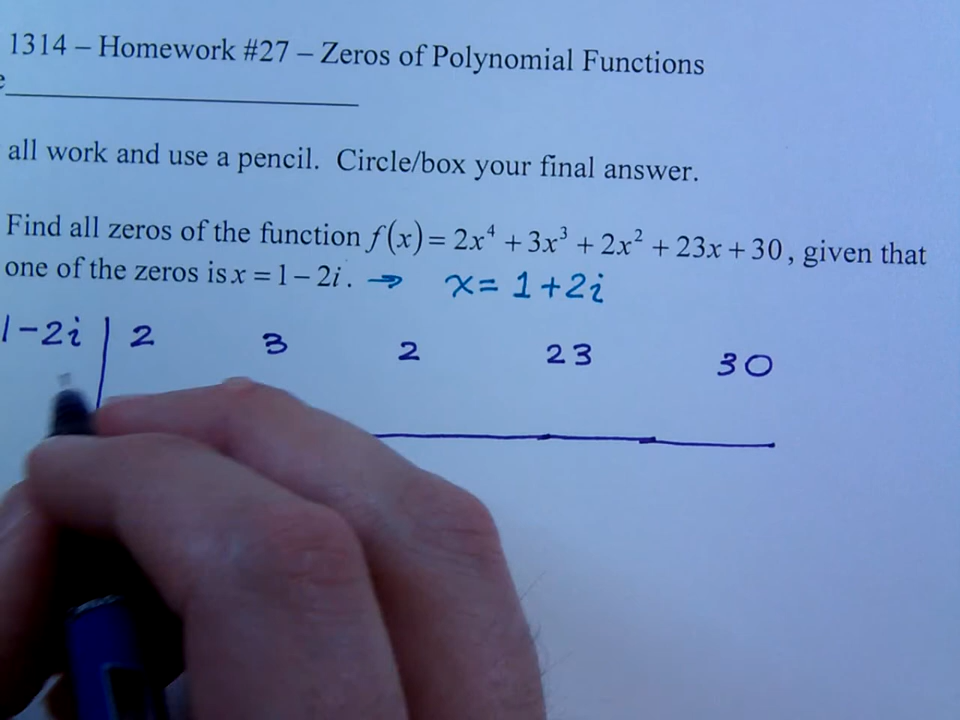 1314 – Homework #27 – Zeros of Polynomial Functions
e
all work and use a pencil. Circle/box your final answer.
Find all zeros of the function f(x) = 2x⁴ + 3x³ + 2x² + 23x + 30, given that
one of the zeros is x = 1 – 2i. → x = 1 + 2i
1 - 2i | 2 3 2 23 30